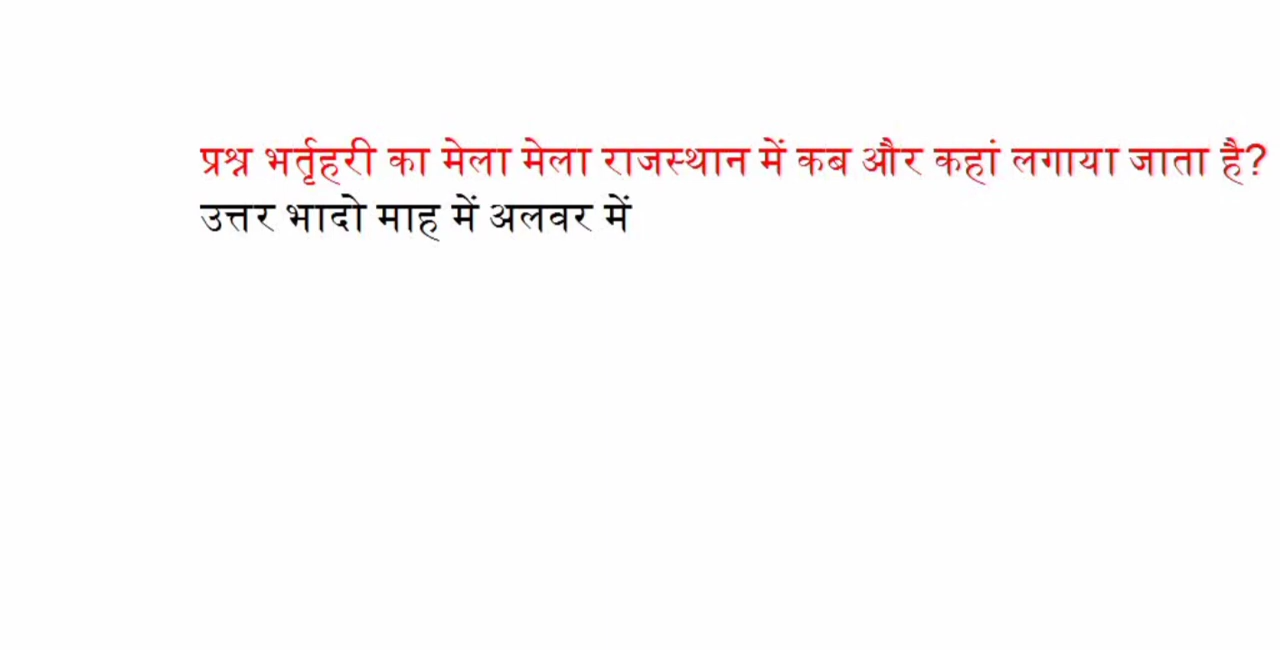 प्रश्न भर्तृहरी का मेला मेला राजस्थान में कब और कहां लगाया जाता है?
उत्तर भादो माह में अलवर में